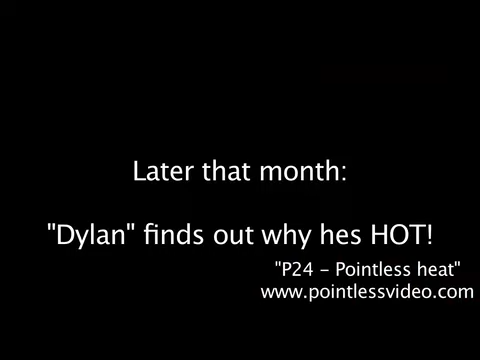 Later that month:
"Dylan" finds out why hes HOT!
"P24 - Pointless heat"
www.pointlessvideo.com